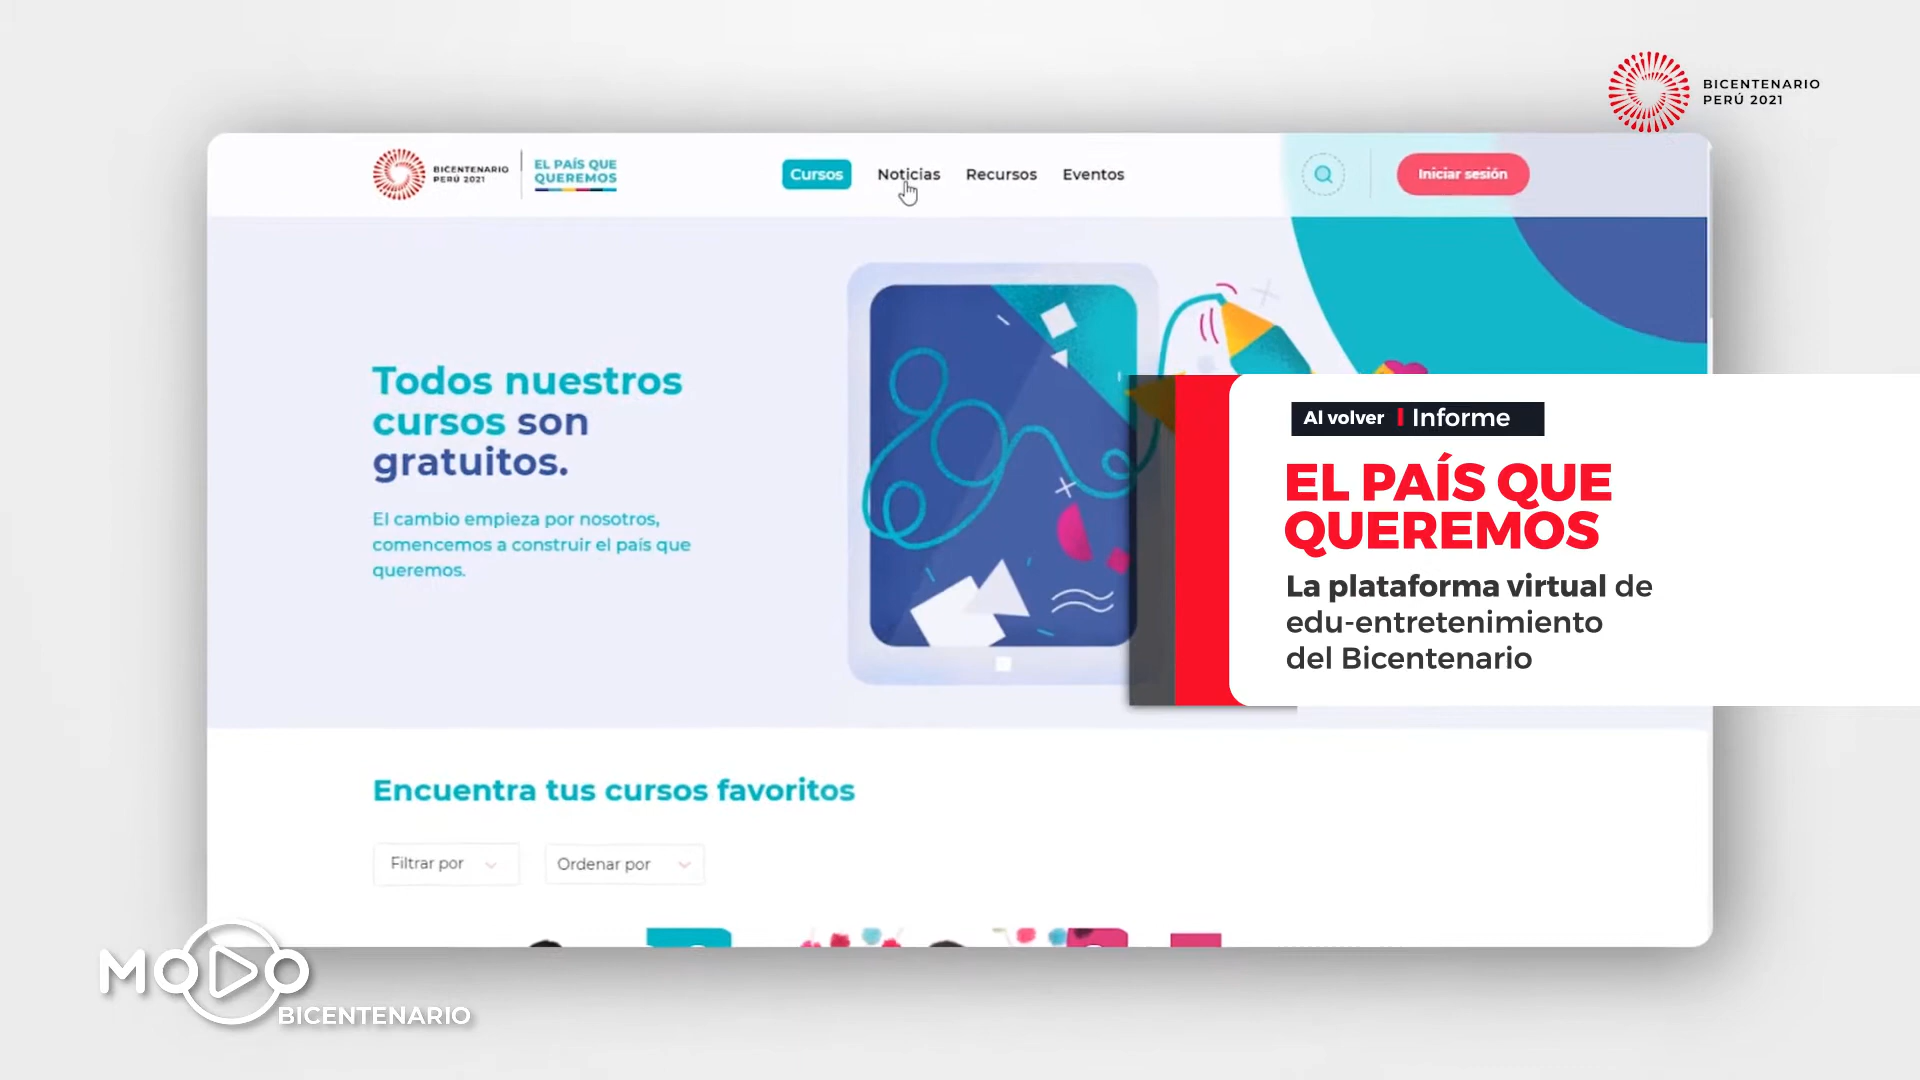 BICENTENARIO
PERÚ 2021
BICENTENARIO
PERÚ 2021
EL PAÍS QUE
QUEREMOS
Cursos
Noticias
Recursos
Eventos
Iniciar sesión
Todos nuestros
cursos son
gratuitos.
El cambio empieza por nosotros,
comencemos a construir el país que
queremos.
Al volver Informe
EL PAÍS QUE
QUEREMOS
La plataforma virtual de
edu-entretenimiento
del Bicentenario
Encuentra tus cursos favoritos
Filtrar por
Ordenar por
MODO
BICENTENARIO